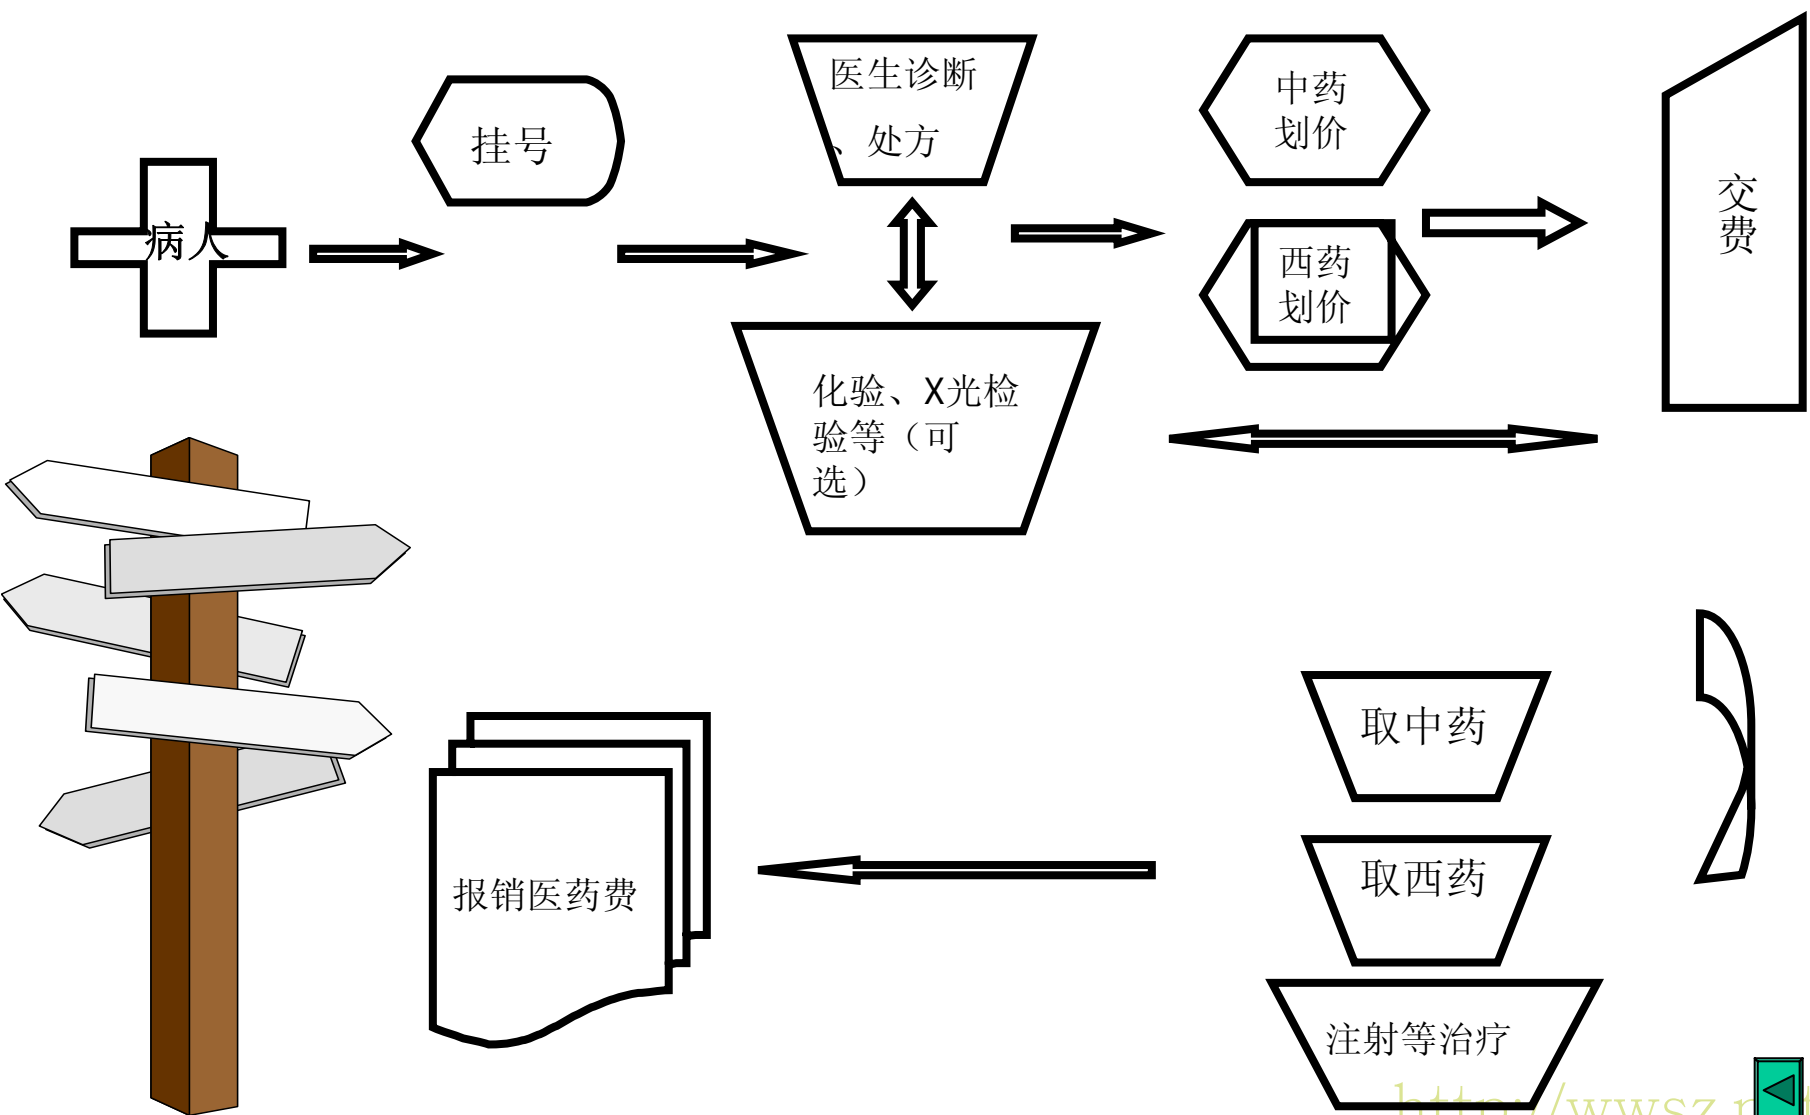 病人
挂号
医生诊断
、处方
化验、X光检
验等（可
选）
中药
划价
西药
划价
交
费
取中药
取西药
注射等治疗
报销医药费